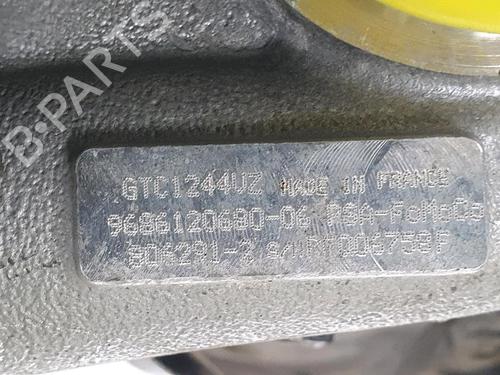 B-PARTS
GTC1244VZ MADE IN FRANCE
9686120680-06 PSA-FoMoCo
806291-2 S/N